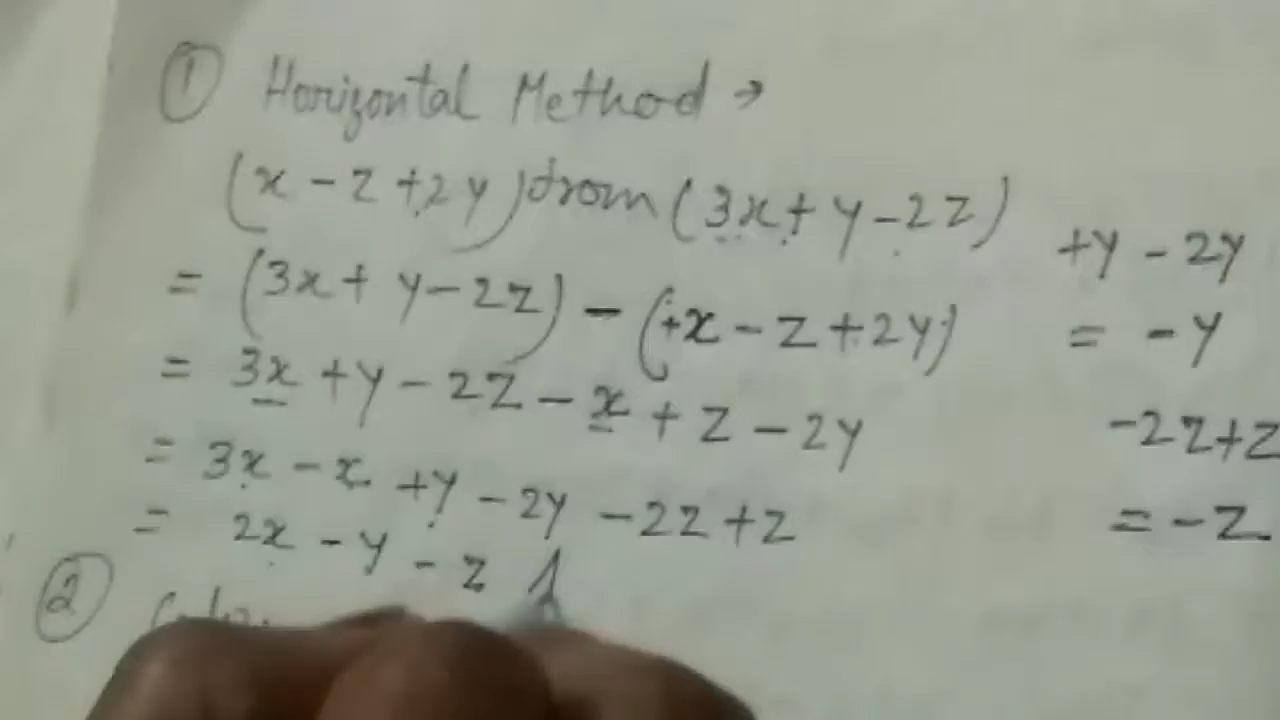 ① Horizontal Method →
(x - z + 2y) from (3x + y - 2z)
= (3x + y - 2z) - (+x - z + 2y)
= 3x + y - 2z - x + z - 2y
= 3x - x + y - 2y - 2z + z
= 2x - y - z
②
+y - 2y
= -y
-2z+z
= -z